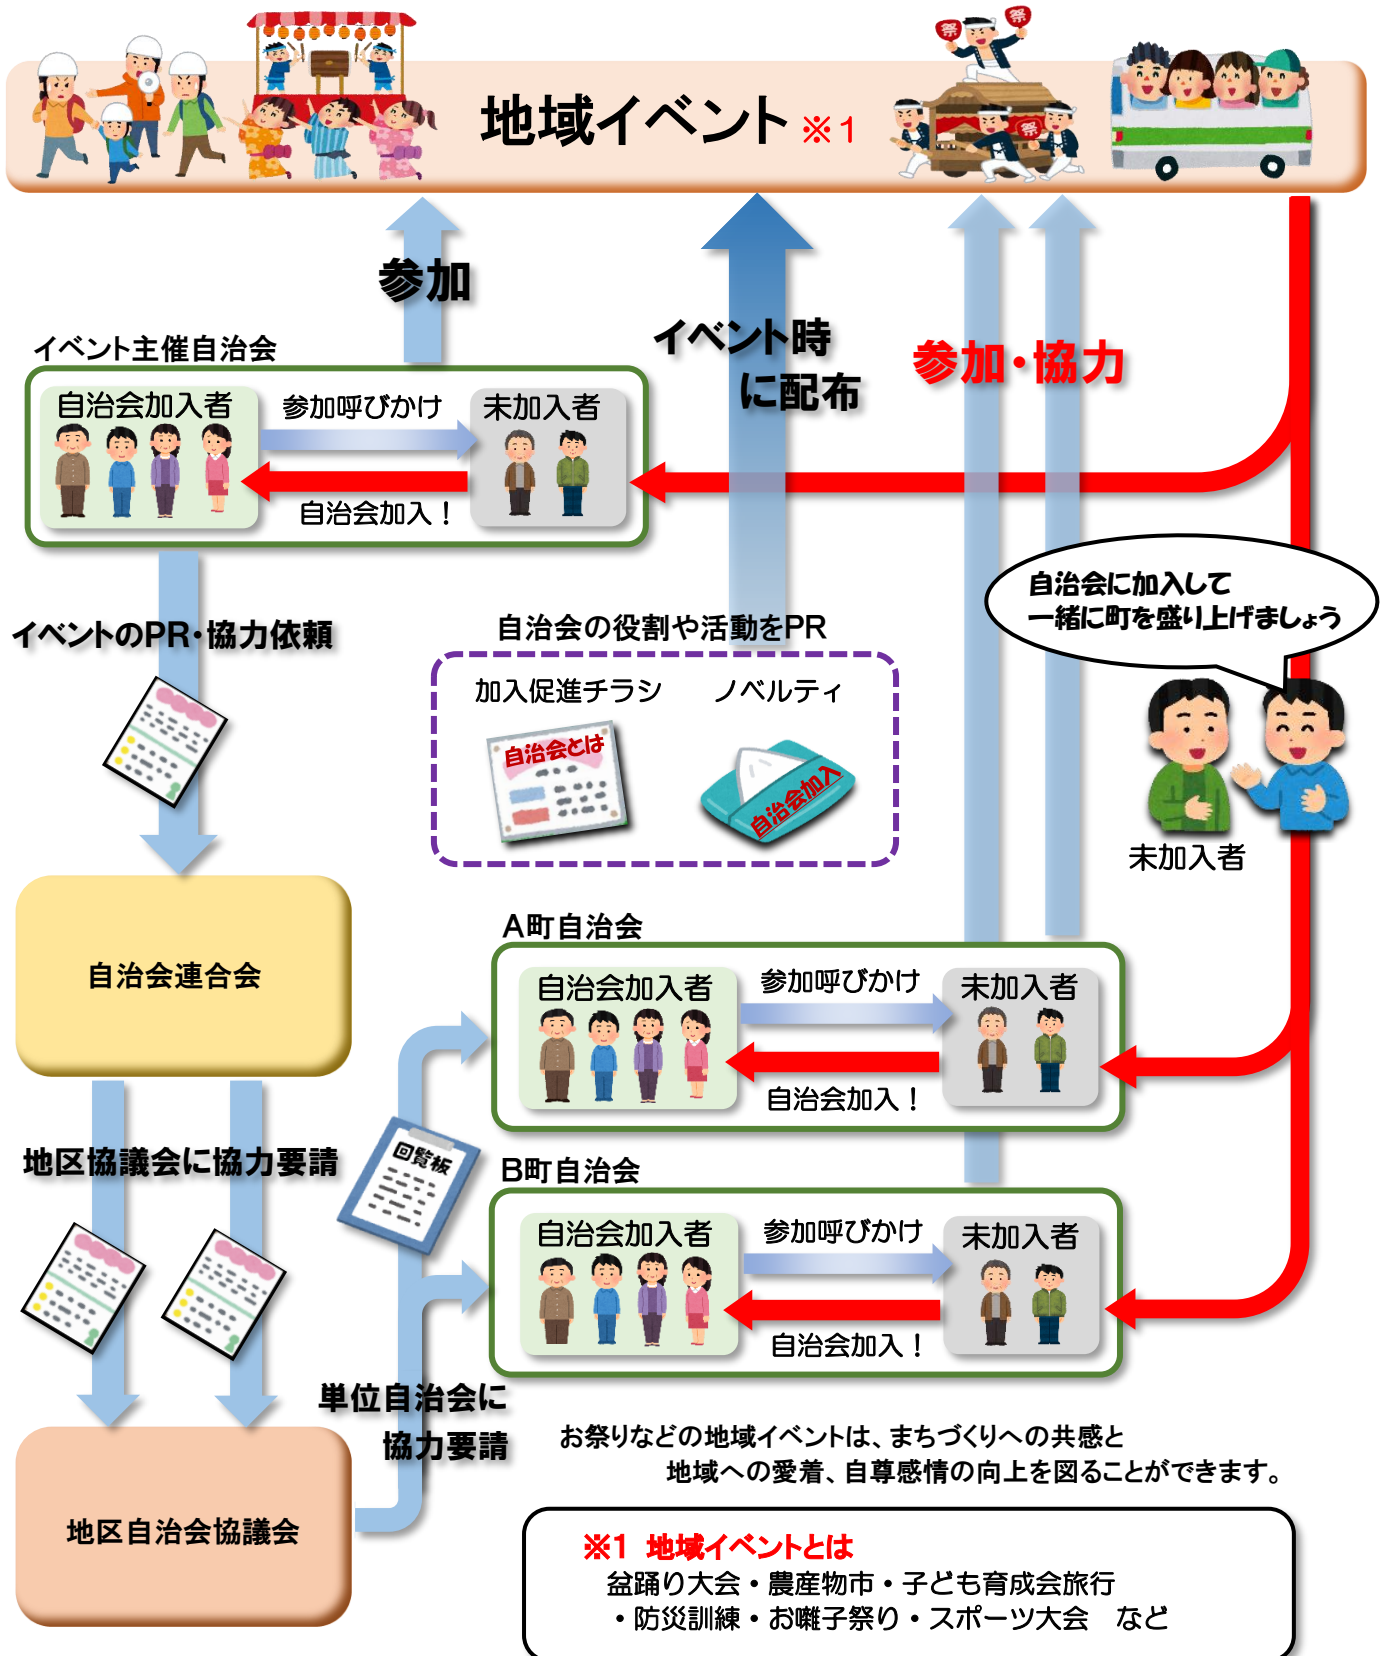 地域イベント ※1
祭
祭
参加
イベント時
に配布
参加・協力
イベント主催自治会
自治会加入者
参加呼びかけ
未加入者
自治会加入！
自治会に加入して
一緒に町を盛り上げましょう
イベントのPR・協力依頼
自治会の役割や活動をPR
加入促進チラシ
ノベルティ
自治会とは
自治会加入
未加入者
自治会連合会
A町自治会
自治会加入者
参加呼びかけ
未加入者
自治会加入！
地区協議会に協力要請
回覧板
B町自治会
自治会加入者
参加呼びかけ
未加入者
自治会加入！
単位自治会に
協力要請
お祭りなどの地域イベントは、まちづくりへの共感と
地域への愛着、自尊感情の向上を図ることができます。
地区自治会協議会
※1 地域イベントとは
盆踊り大会・農産物市・子ども育成会旅行
・防災訓練・お囃子祭り・スポーツ大会　など